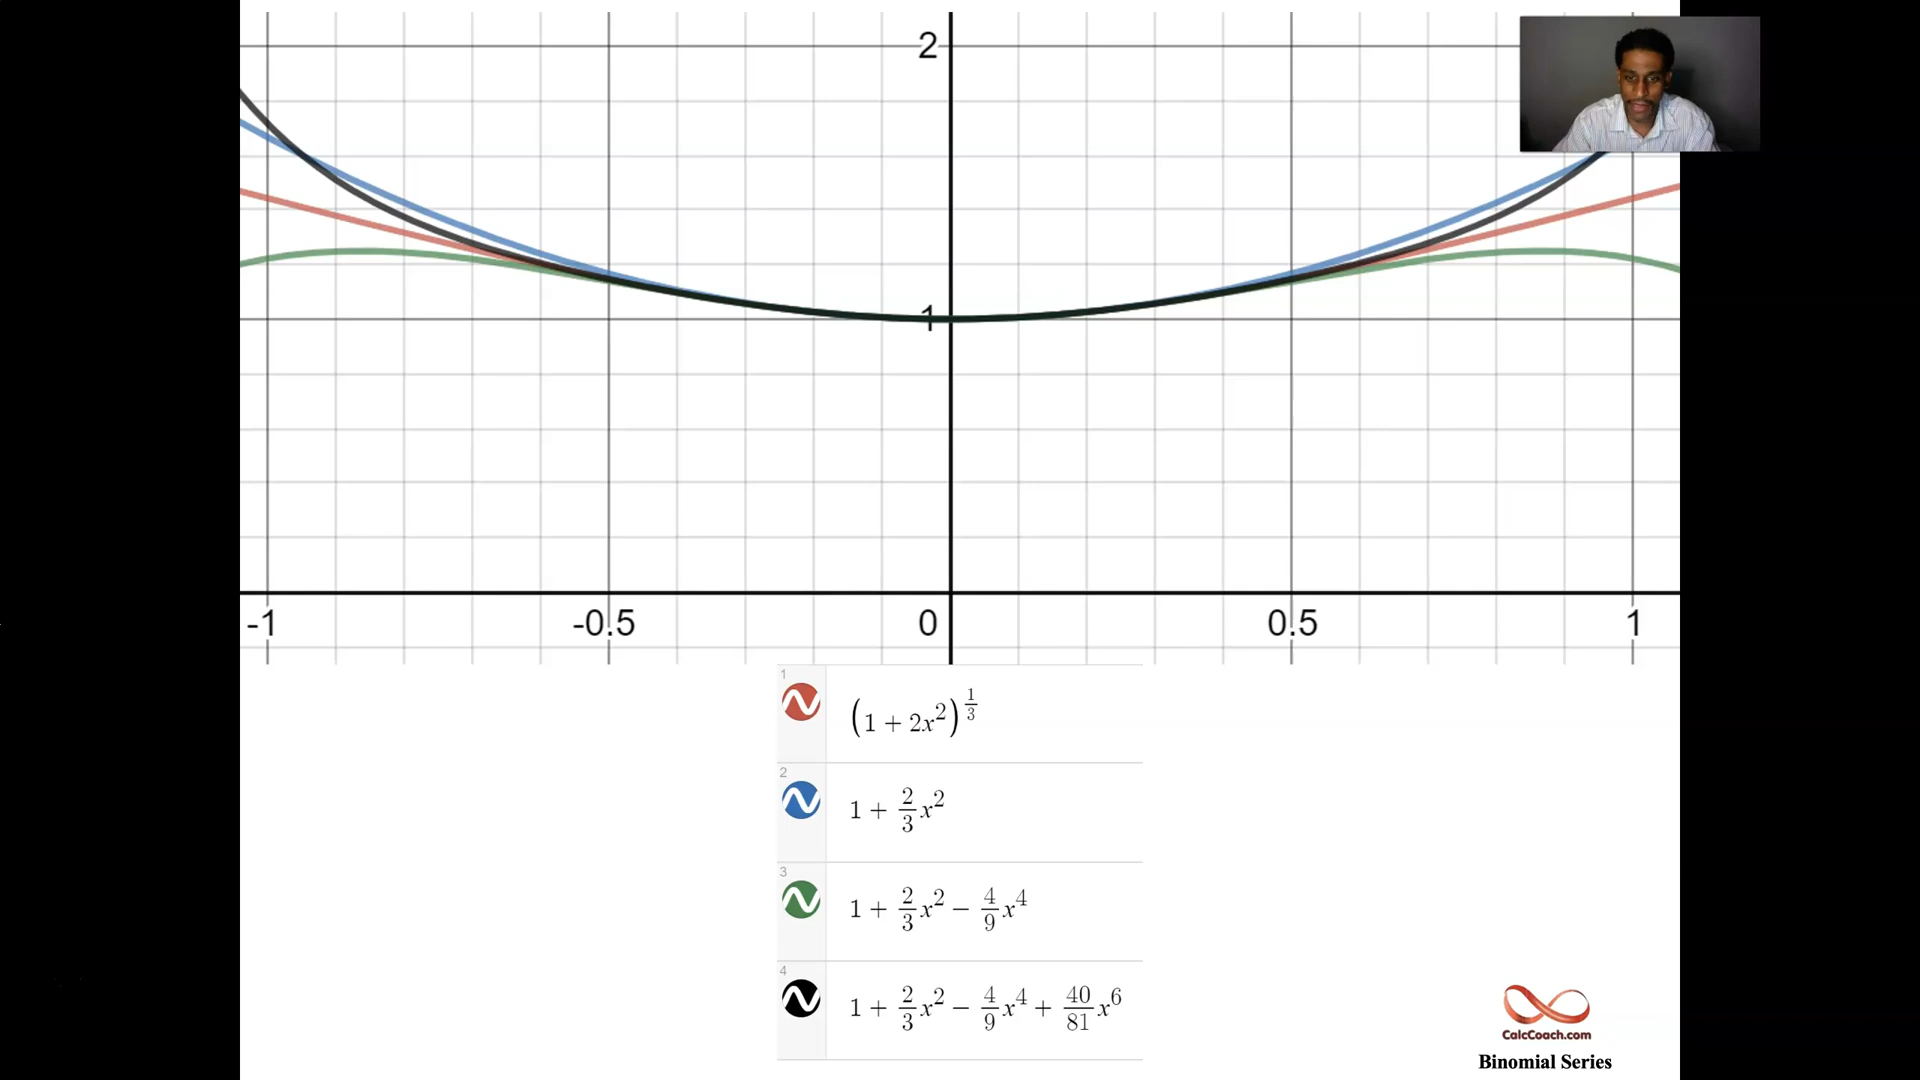 2
1
-1 -0.5 0 0.5 1
1
(1 + 2x²)^(1/3)
2
1 + 2/3 x²
3
1 + 2/3 x² − 4/9 x⁴
4
1 + 2/3 x² − 4/9 x⁴ + 40/81 x⁶
CalcCoach.com
Binomial Series